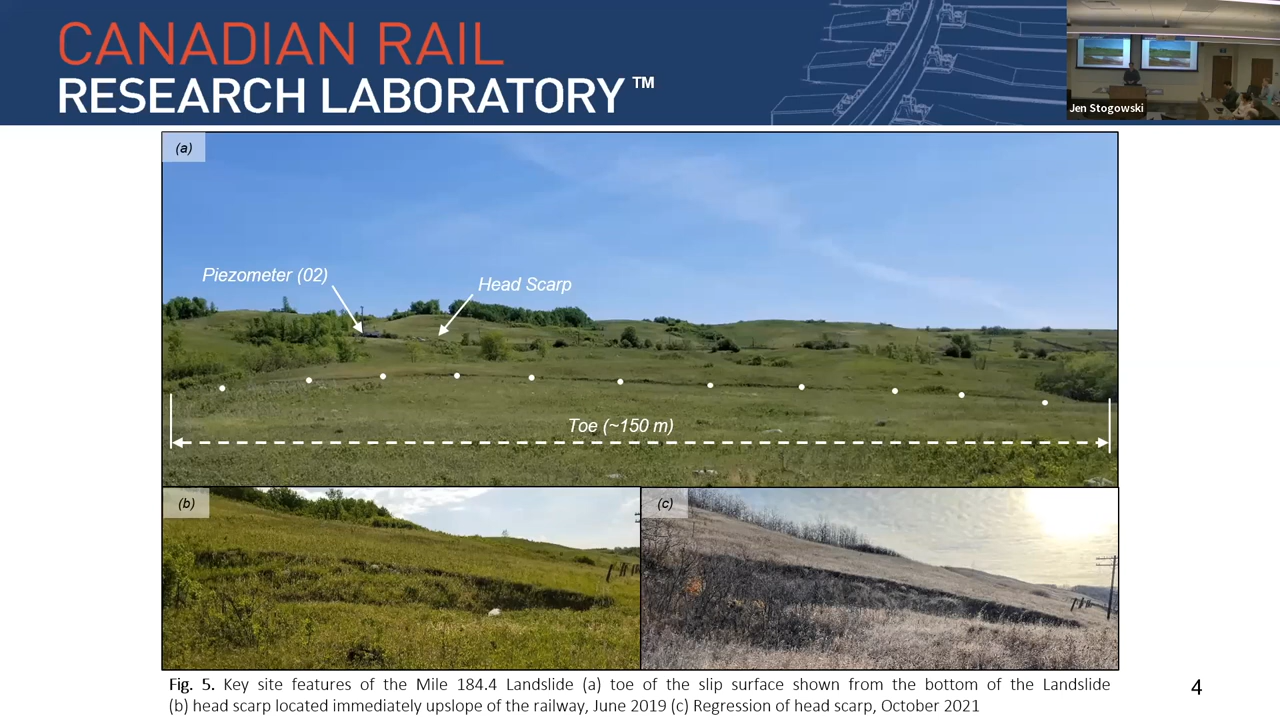 CANADIAN RAIL
RESEARCH LABORATORY™
Jen Stogowski
(a)
Piezometer (02)
Head Scarp
Toe (~150 m)
(b)
(c)
Fig. 5. Key site features of the Mile 184.4 Landslide (a) toe of the slip surface shown from the bottom of the Landslide
(b) head scarp located immediately upslope of the railway, June 2019 (c) Regression of head scarp, October 2021
4